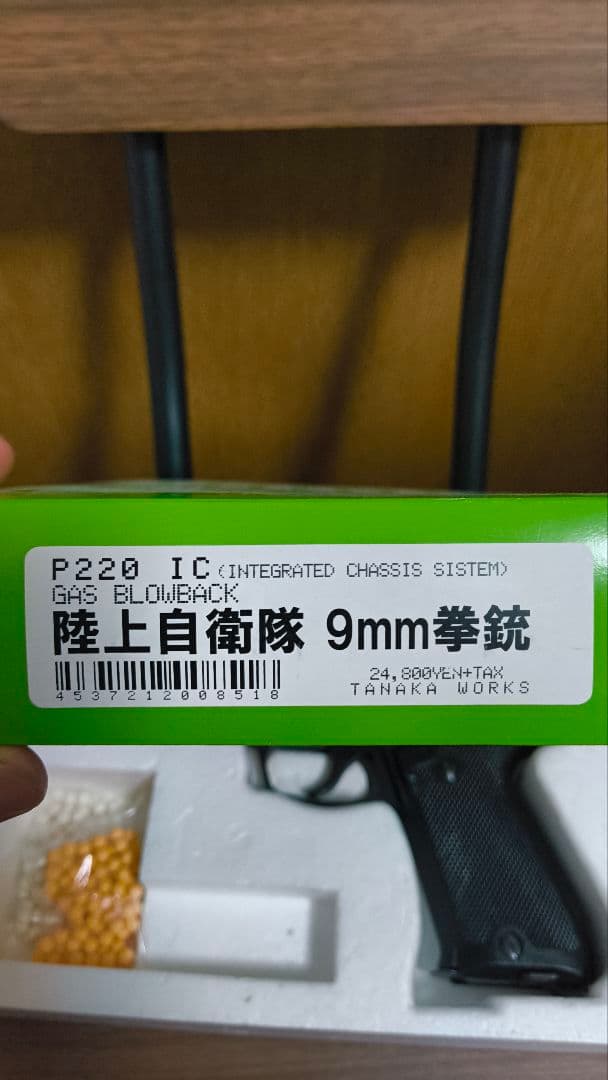 P220 IC(INTEGRATED CHASSIS SISTEM)
GAS BLOWBACK
陸上自衛隊 9mm拳銃
4537212008518
24,800YEN+TAX
TANAKA WORKS